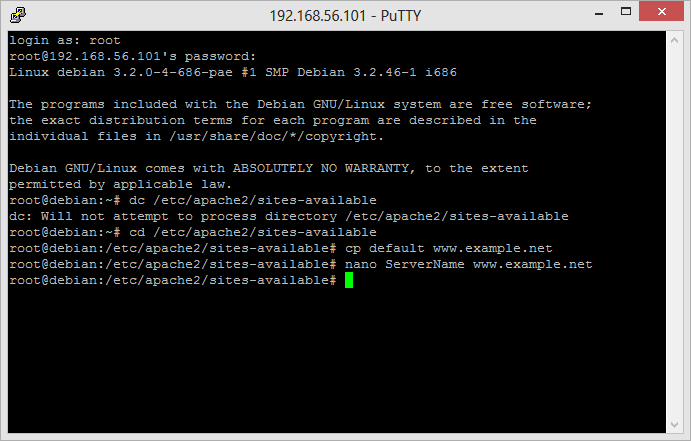 192.168.56.101 - PuTTY
login as: root
root@192.168.56.101's password:
Linux debian 3.2.0-4-686-pae #1 SMP Debian 3.2.46-1 i686
The programs included with the Debian GNU/Linux system are free software;
the exact distribution terms for each program are described in the
individual files in /usr/share/doc/*/copyright.
Debian GNU/Linux comes with ABSOLUTELY NO WARRANTY, to the extent
permitted by applicable law.
root@debian:~# dc /etc/apache2/sites-available
dc: Will not attempt to process directory /etc/apache2/sites-available
root@debian:~# cd /etc/apache2/sites-available
root@debian:/etc/apache2/sites-available# cp default www.example.net
root@debian:/etc/apache2/sites-available# nano ServerName www.example.net
root@debian:/etc/apache2/sites-available#